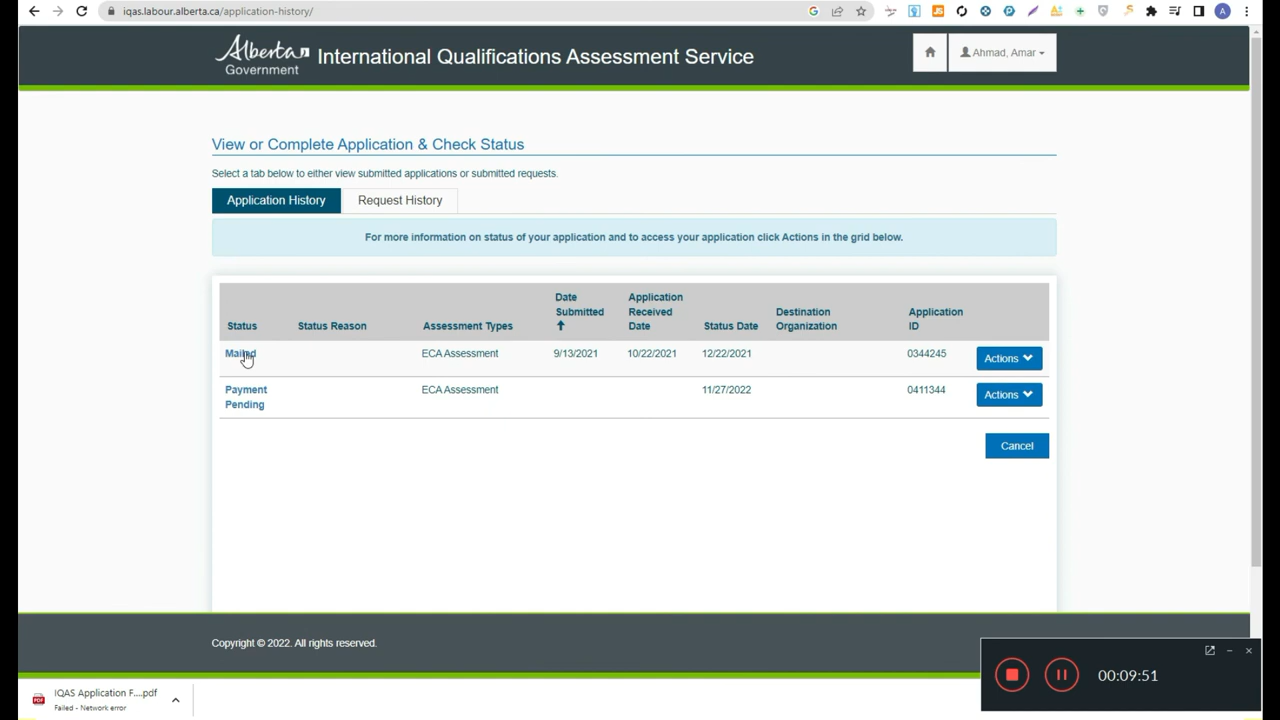 iqas.labour.alberta.ca/application-history/
Alberta
Government
International Qualifications Assessment Service
Ahmad, Amar
View or Complete Application & Check Status
Select a tab below to either view submitted applications or submitted requests.
Application History
Request History
For more information on status of your application and to access your application click Actions in the grid below.
Status
Status Reason
Assessment Types
Date
Submitted
Application
Received
Date
Status Date
Destination
Organization
Application
ID
Mailed
ECA Assessment
9/13/2021
10/22/2021
12/22/2021
0344245
Actions
Payment
Pending
ECA Assessment
11/27/2022
0411344
Actions
Cancel
Copyright © 2022. All rights reserved.
00:09:51
PDF
IQAS Application F....pdf
Failed - Network error